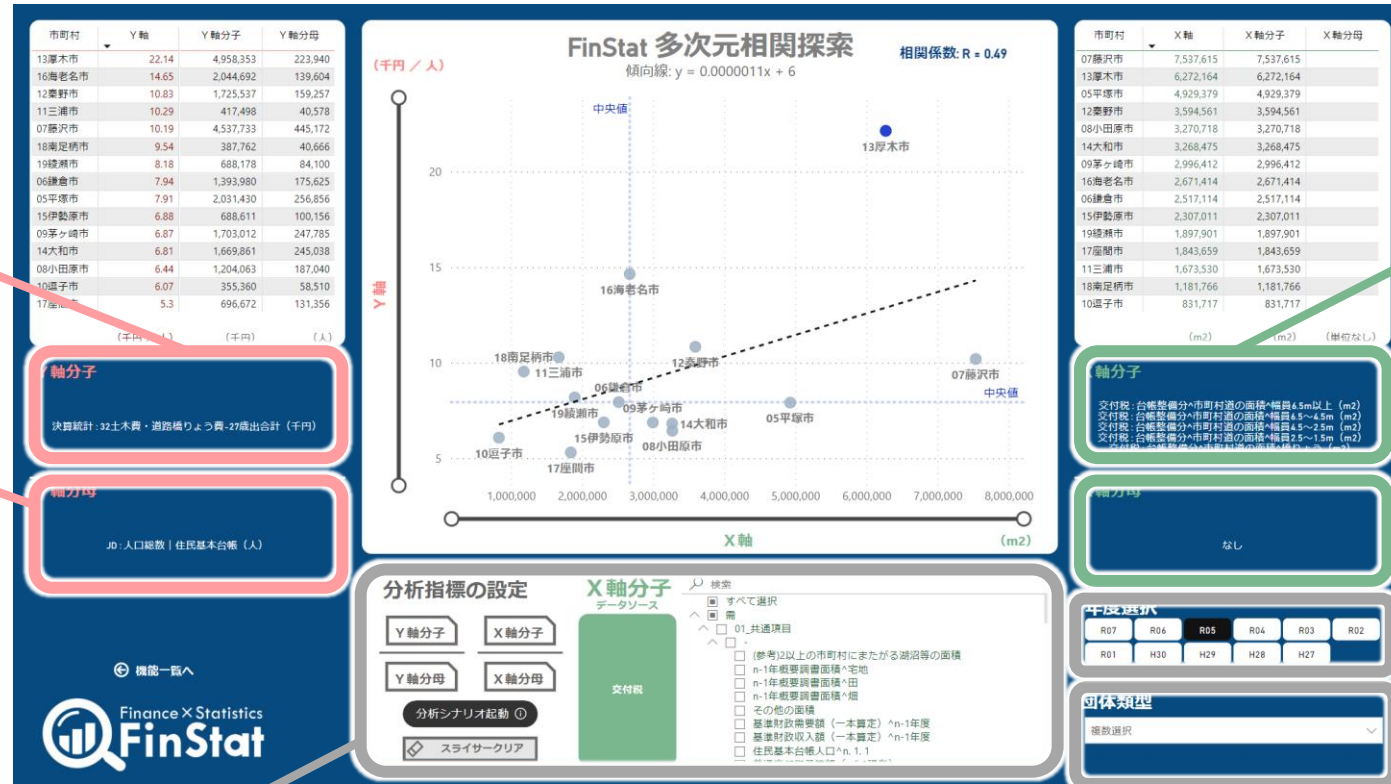 市町村 Y軸 Y軸分子 Y軸分母
13厚木市 22.14 4,958,353 223,940
16海老名市 14.65 2,044,692 139,604
12秦野市 10.83 1,725,537 159,257
11三浦市 10.29 417,498 40,578
07藤沢市 10.19 4,537,733 445,172
18南足柄市 9.54 387,762 40,666
19綾瀬市 8.18 688,178 84,100
06鎌倉市 7.94 1,393,980 175,625
05平塚市 7.91 2,031,430 256,856
15伊勢原市 6.88 688,611 100,156
09茅ヶ崎市 6.87 1,703,012 247,785
14大和市 6.81 1,669,861 245,038
08小田原市 6.44 1,204,063 187,040
10逗子市 6.07 355,360 58,510
17座間市 5.3 696,672 131,356
(千円 人) (千円) (人)
Y軸分子
決算統計:32土木費・道路橋りょう費-27歳出合計(千円)
軸分母
JD:人口総数|住民基本台帳(人)
機能一覧へ
Finance×Statistics
FinStat
FinStat 多次元相関探索
相関係数: R = 0.49
傾向線: y = 0.0000011x + 6
(千円 / 人)
中央値
13厚木市
20
15
16海老名市
Y軸
10
18南足柄市
11三浦市
12秦野市
07藤沢市
06鎌倉市
中央値
19綾瀬市
09茅ヶ崎市
05平塚市
14大和市
15伊勢原市
08小田原市
10逗子市
5
17座間市
1,000,000 2,000,000 3,000,000 4,000,000 5,000,000 6,000,000 7,000,000 8,000,000
X軸
(m2)
分析指標の設定
Y軸分子 X軸分子
Y軸分母 X軸分母
分析シナリオ起動
スライサークリア
X軸分子
データソース
交付税
検索
すべて選択
需
01_共通項目
-
(参考)2以上の市町村にまたがる湖沼等の面積
n-1年概要調書面積^宅地
n-1年概要調書面積^田
n-1年概要調書面積^畑
その他の面積
基準財政需要額(一本算定)^n-1年度
基準財政収入額(一本算定)^n-1年度
住民基本台帳人口^n. 1. 1
市町村 X軸 X軸分子 X軸分母
07藤沢市 7,537,615 7,537,615
13厚木市 6,272,164 6,272,164
05平塚市 4,929,379 4,929,379
12秦野市 3,594,561 3,594,561
08小田原市 3,270,718 3,270,718
14大和市 3,268,475 3,268,475
09茅ヶ崎市 2,996,412 2,996,412
16海老名市 2,671,414 2,671,414
06鎌倉市 2,517,114 2,517,114
15伊勢原市 2,307,011 2,307,011
19綾瀬市 1,897,901 1,897,901
17座間市 1,843,659 1,843,659
11三浦市 1,673,530 1,673,530
18南足柄市 1,181,766 1,181,766
10逗子市 831,717 831,717
(m2) (m2) (単位なし)
軸分子
交付税:台帳整備分^市町村道の面積^幅員6.5m以上(m2)
交付税:台帳整備分^市町村道の面積^幅員6.5~4.5m(m2)
交付税:台帳整備分^市町村道の面積^幅員4.5~2.5m(m2)
交付税:台帳整備分^市町村道の面積^幅員2.5~1.5m(m2)
交付税:台帳整備分^市町村道の面積^橋りょう(m2)
軸分母
なし
年度選択
R07 R06 R05 R04 R03 R02
R01 H30 H29 H28 H27
団体類型
複数選択